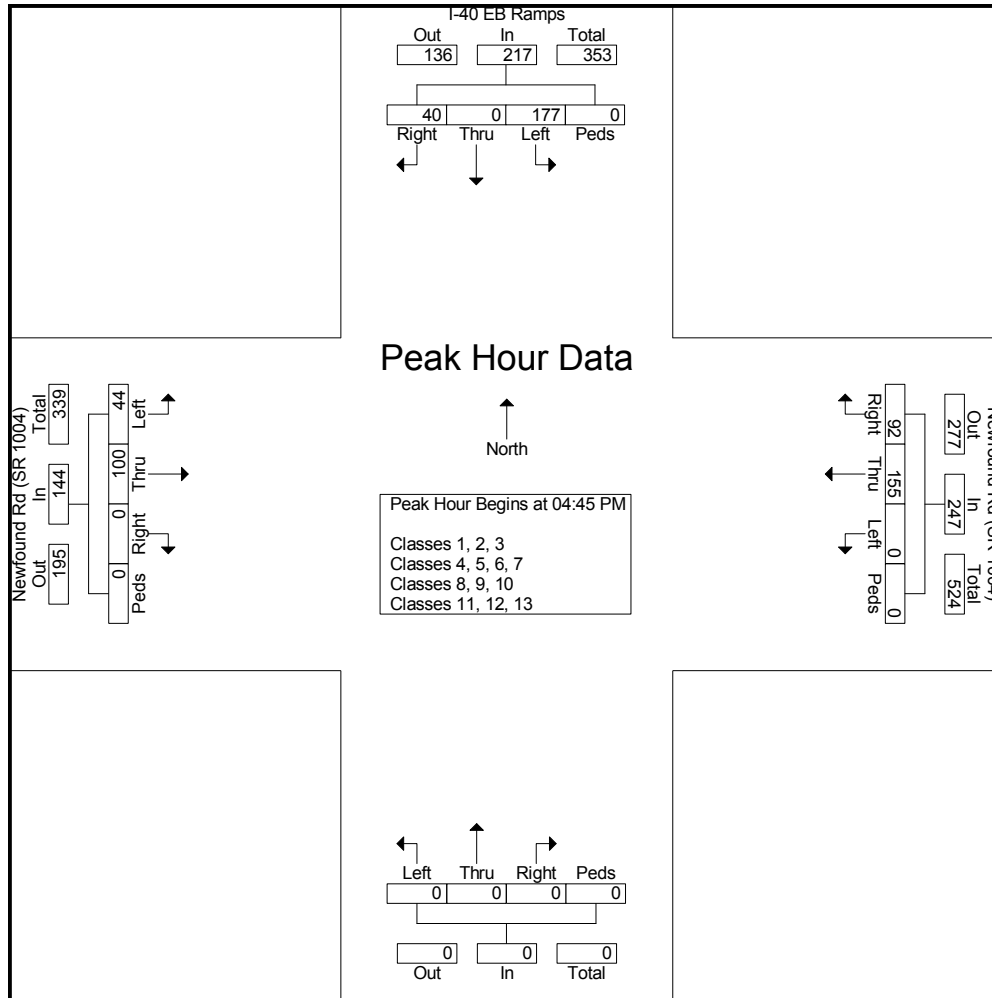 I-40 EB Ramps
Out In Total
136 217 353
40 0 177 0
Right Thru Left Peds
Peak Hour Data
North
Peak Hour Begins at 04:45 PM
Classes 1, 2, 3
Classes 4, 5, 6, 7
Classes 8, 9, 10
Classes 11, 12, 13
Newfound Rd (SR 1004)
Out In Total
195 144 339
Left Thru Right Peds
44 100 0 0
Newfound Rd (SR 1004)
Out In Total
277 247 524
Right Thru Left Peds
92 155 0 0
Left Thru Right Peds
0 0 0 0
0 0 0
Out In Total